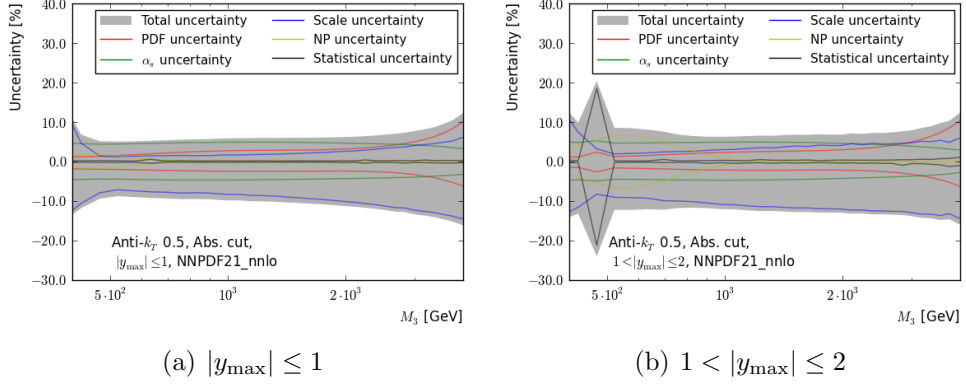 Uncertainty [%]
40.0
30.0
20.0
10.0
0.0
−10.0
−20.0
−30.0
Total uncertainty
PDF uncertainty
αs uncertainty
Scale uncertainty
NP uncertainty
Statistical uncertainty
Anti-kT 0.5, Abs. cut,
|ymax| ≤1, NNPDF21_nnlo
5·10² 10³ 2·10³
M3 [GeV]
(a) |ymax| ≤ 1
Uncertainty [%]
40.0
30.0
20.0
10.0
0.0
−10.0
−20.0
−30.0
Total uncertainty
PDF uncertainty
αs uncertainty
Scale uncertainty
NP uncertainty
Statistical uncertainty
Anti-kT 0.5, Abs. cut,
1<|ymax| ≤2, NNPDF21_nnlo
5·10² 10³ 2·10³
M3 [GeV]
(b) 1 < |ymax| ≤ 2